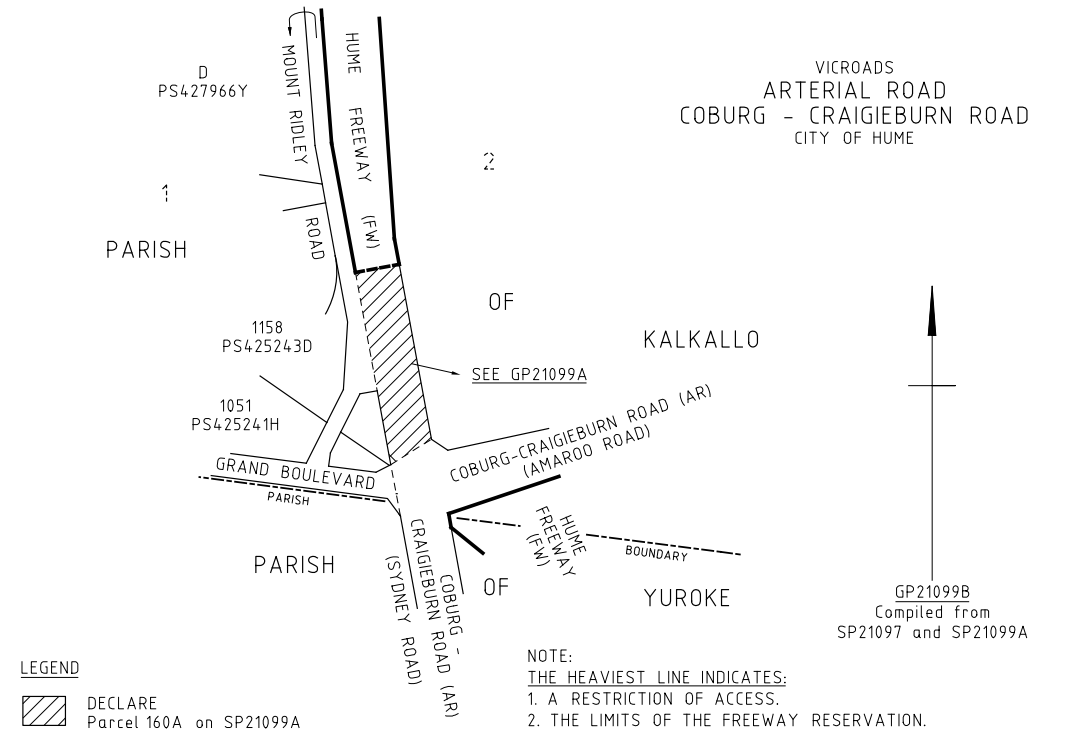 VICROADS
ARTERIAL ROAD
COBURG - CRAIGIEBURN ROAD
CITY OF HUME
D
PS427966Y
MOUNT RIDLEY
ROAD
HUME FREEWAY (FW)
2
1
PARISH
OF
KALKALLO
1158
PS425243D
SEE GP21099A
1051
PS425241H
COBURG-CRAIGIEBURN ROAD (AR)
(AMAROO ROAD)
GRAND BOULEVARD
PARISH
HUME
FREEWAY
(FW)
BOUNDARY
COBURG -
CRAIGIEBURN ROAD (AR)
(SYDNEY ROAD)
PARISH
OF
YUROKE
GP21099B
Compiled from
SP21097 and SP21099A
LEGEND
DECLARE
Parcel 160A on SP21099A
NOTE:
THE HEAVIEST LINE INDICATES:
1. A RESTRICTION OF ACCESS.
2. THE LIMITS OF THE FREEWAY RESERVATION.